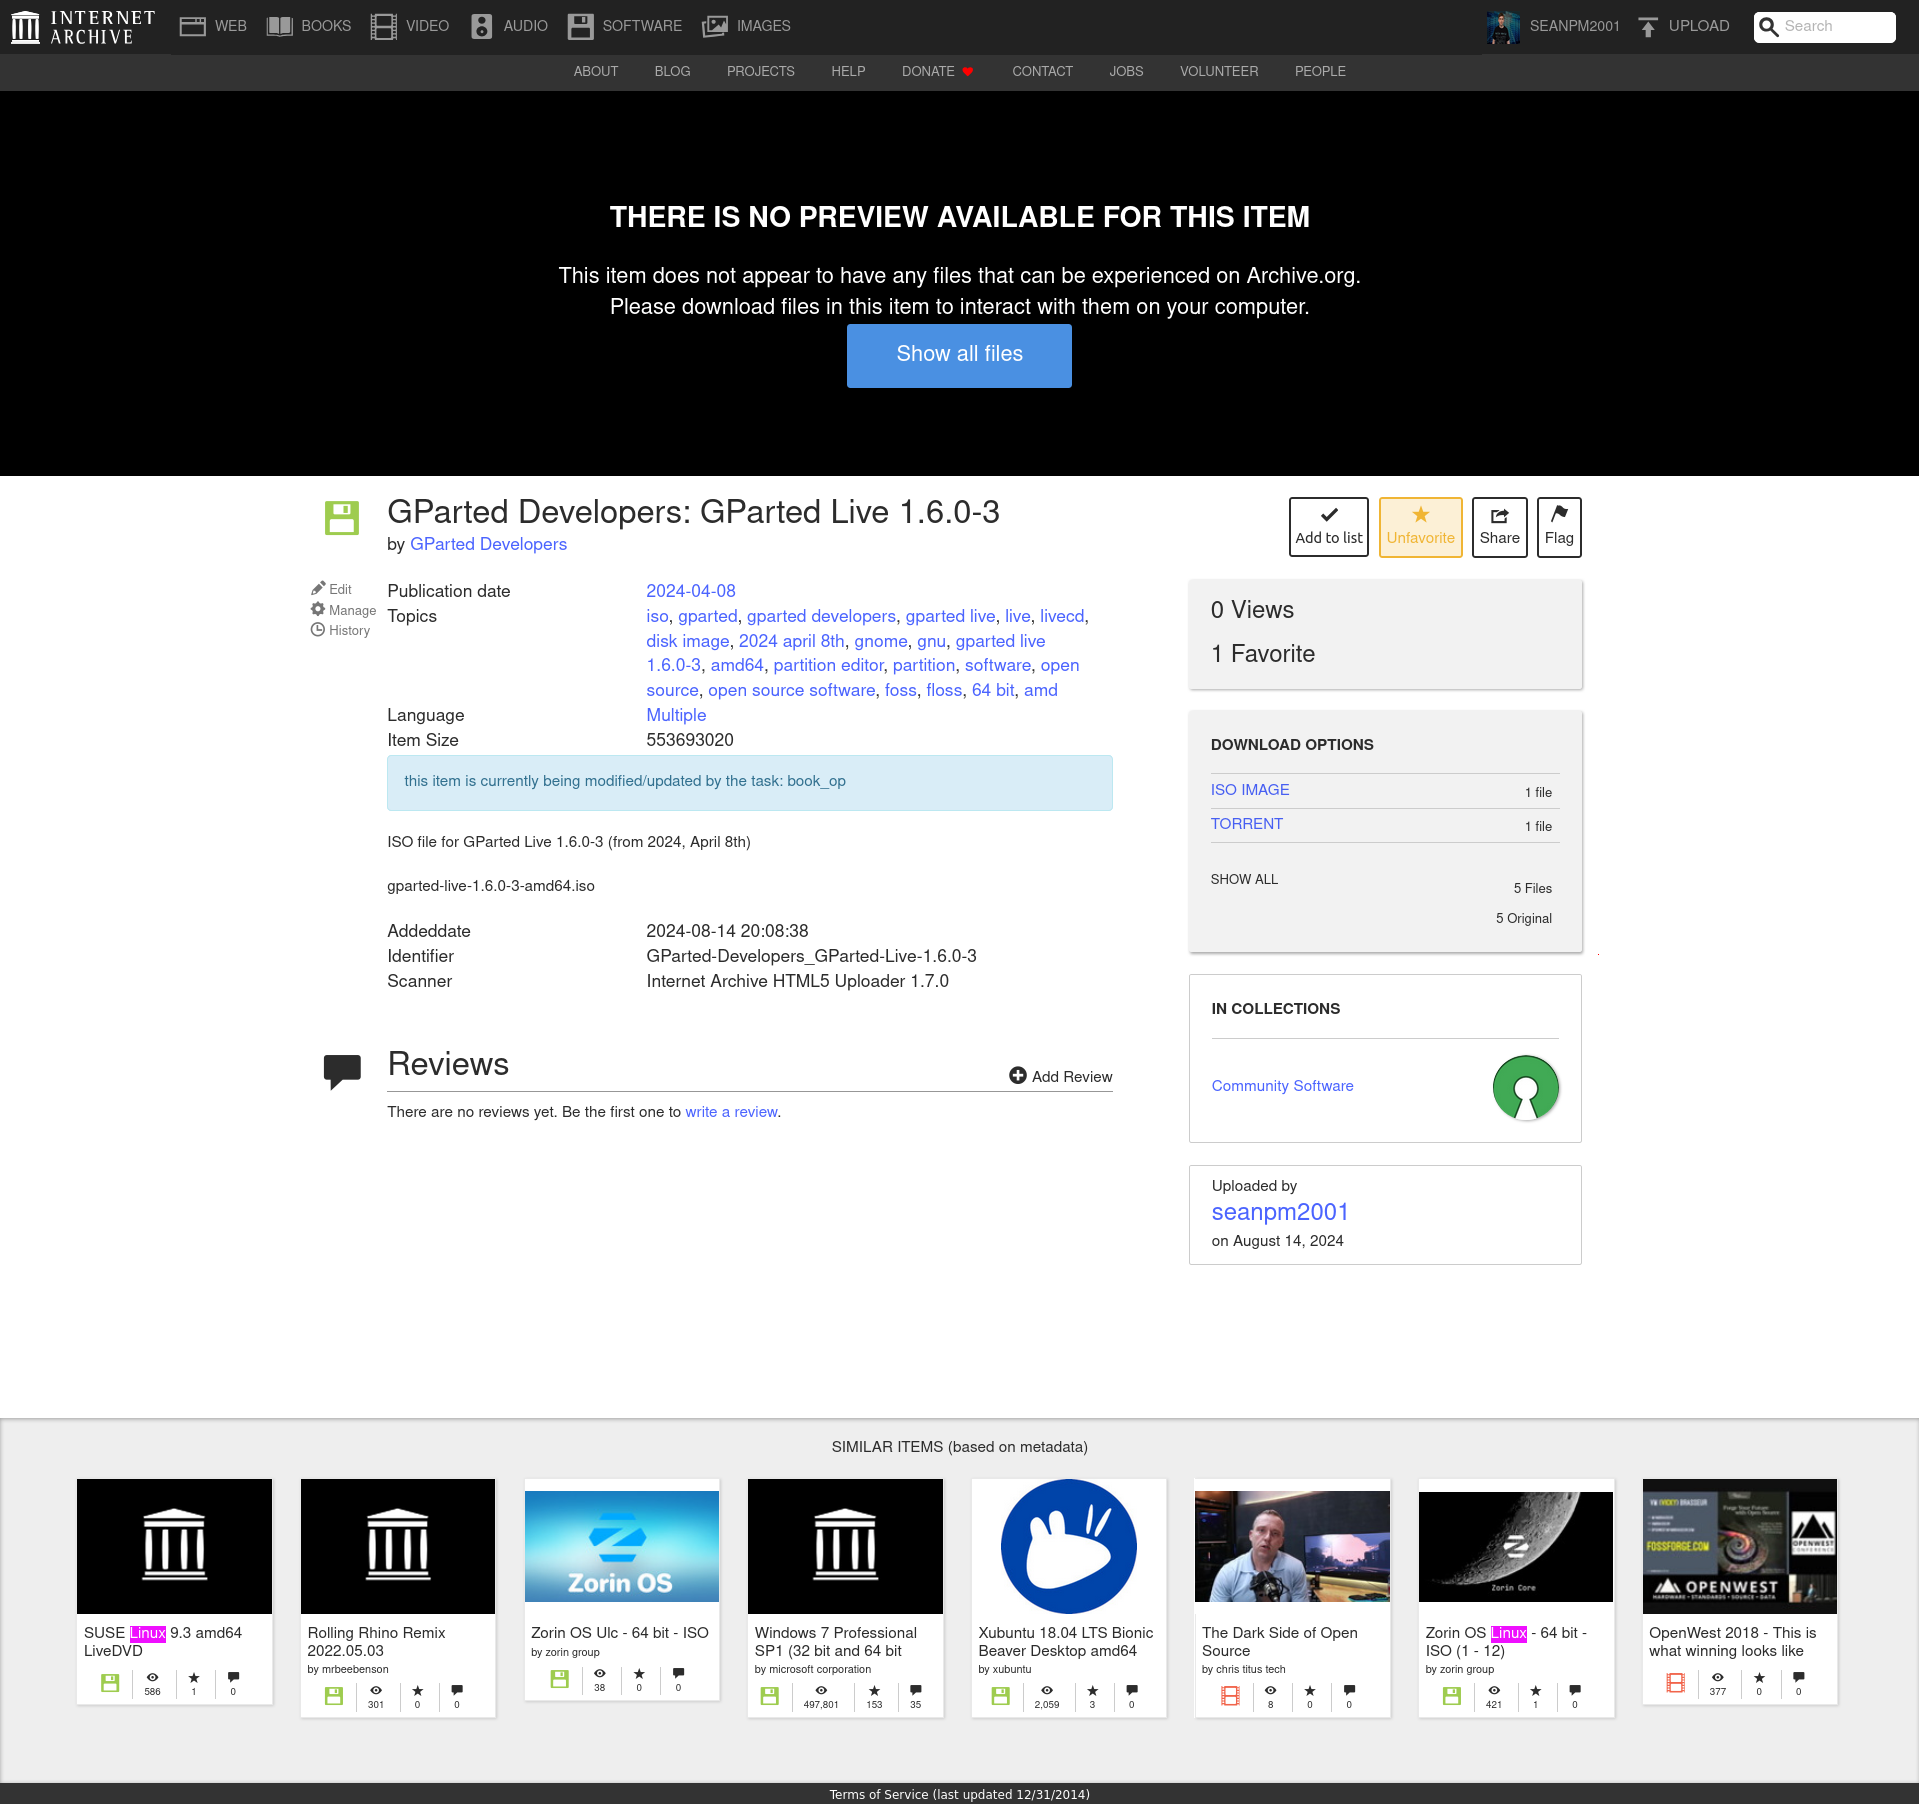 INTERNET ARCHIVE
WEB BOOKS VIDEO AUDIO SOFTWARE IMAGES SEANPM2001 UPLOAD Search
ABOUT BLOG PROJECTS HELP DONATE CONTACT JOBS VOLUNTEER PEOPLE
THERE IS NO PREVIEW AVAILABLE FOR THIS ITEM
This item does not appear to have any files that can be experienced on Archive.org.
Please download files in this item to interact with them on your computer.
Show all files
GParted Developers: GParted Live 1.6.0-3
by GParted Developers
Add to list Unfavorite Share Flag
Edit
Manage
History
Publication date 2024-04-08
Topics iso, gparted, gparted developers, gparted live, live, livecd,
disk image, 2024 april 8th, gnome, gnu, gparted live
1.6.0-3, amd64, partition editor, partition, software, open
source, open source software, foss, floss, 64 bit, amd
Language Multiple
Item Size 553693020
this item is currently being modified/updated by the task: book_op
ISO file for GParted Live 1.6.0-3 (from 2024, April 8th)
gparted-live-1.6.0-3-amd64.iso
Addeddate 2024-08-14 20:08:38
Identifier GParted-Developers_GParted-Live-1.6.0-3
Scanner Internet Archive HTML5 Uploader 1.7.0
Reviews
Add Review
There are no reviews yet. Be the first one to write a review.
0 Views
1 Favorite
DOWNLOAD OPTIONS
ISO IMAGE 1 file
TORRENT 1 file
SHOW ALL 5 Files
5 Original
IN COLLECTIONS
Community Software
Uploaded by
seanpm2001
on August 14, 2024
SIMILAR ITEMS (based on metadata)
SUSE Linux 9.3 amd64
LiveDVD
586 1 0
Rolling Rhino Remix
2022.05.03
by mrbeebenson
301 0 0
Zorin OS
Zorin OS Ulc - 64 bit - ISO
by zorin group
38 0 0
Windows 7 Professional
SP1 (32 bit and 64 bit
by microsoft corporation
497,801 153 35
Xubuntu 18.04 LTS Bionic
Beaver Desktop amd64
by xubuntu
2,059 3 0
The Dark Side of Open
Source
by chris titus tech
8 0 0
Zorin Core
Zorin OS Linux - 64 bit -
ISO (1 - 12)
by zorin group
421 1 0
VM (VICKY) BRASSEUR
FOSSFORGE.COM
OPENWEST
CONFERENCE
OPENWEST
HARDWARE • STANDARDS • SOURCE • DATA
OpenWest 2018 - This is
what winning looks like
377 0 0
Terms of Service (last updated 12/31/2014)